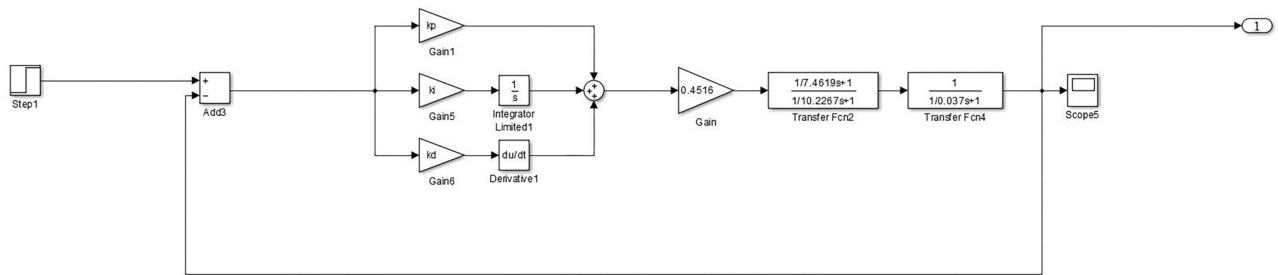 kp
Gain1
1
+
−
Step1
Add3
ki
Gain5
1
s
Integrator
Limited1
+
+
+
0.4516
Gain
1/7.4619s+1
1/10.2267s+1
Transfer Fcn2
1
1/0.037s+1
Transfer Fcn4
Scope5
kd
Gain6
du/dt
Derivative1